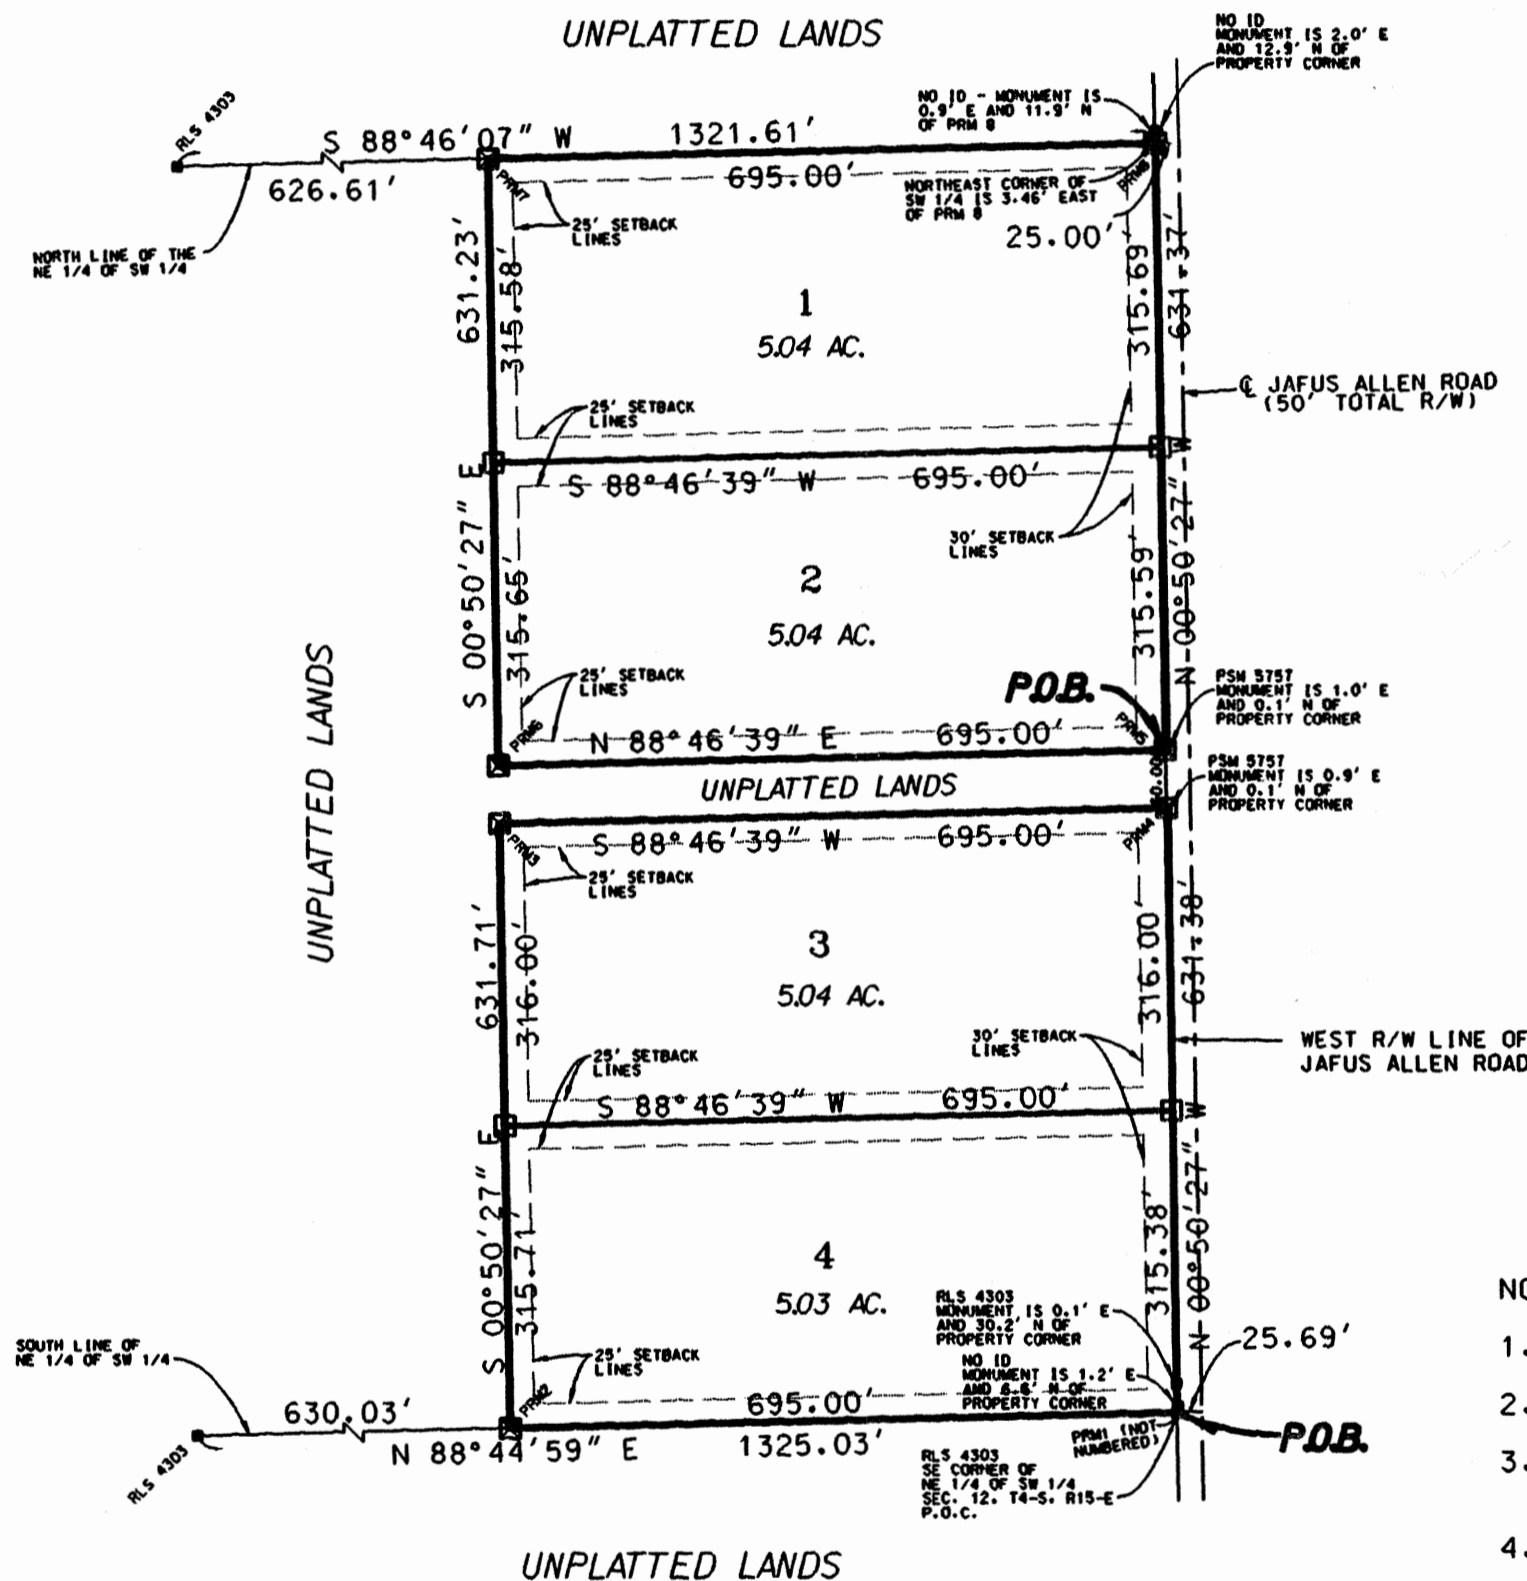 UNPLATTED LANDS
NO ID
MONUMENT IS 2.0' E
AND 12.9' N OF
PROPERTY CORNER
NO ID - MONUMENT IS
0.9' E AND 11.9' N
OF PRM 8
RLS 4303
S 88°46'07" W 1321.61'
626.61'
695.00'
PRM7
PRM8
NORTHEAST CORNER OF
SW 1/4 IS 3.46' EAST
OF PRM 8
25.00'
25' SETBACK
LINES
NORTH LINE OF THE
NE 1/4 OF SW 1/4
631.23'
315.58'
315.69'
631.37'
1
5.04 AC.
℄ JAFUS ALLEN ROAD
(50' TOTAL R/W)
25' SETBACK
LINES
S 88°46'39" W 695.00'
30' SETBACK
LINES
S 00°50'27" E
315.65'
315.59'
N 00°50'27" W
2
5.04 AC.
25' SETBACK
LINES
P.O.B.
PSM 5757
MONUMENT IS 1.0' E
AND 0.1' N OF
PROPERTY CORNER
PRM6
PRM5
N 88°46'39" E 695.00'
UNPLATTED LANDS
UNPLATTED LANDS
PSM 5757
MONUMENT IS 0.9' E
AND 0.1' N OF
PROPERTY CORNER
PRM3
PRM4
S 88°46'39" W 695.00'
25' SETBACK
LINES
631.71'
316.00'
316.00'
631.38'
3
5.04 AC.
30' SETBACK
LINES
WEST R/W LINE OF
JAFUS ALLEN ROAD
25' SETBACK
LINES
S 88°46'39" W 695.00'
S 00°50'27" E
315.71'
315.38'
N 00°50'27" W
4
5.03 AC.
RLS 4303
MONUMENT IS 0.1' E
AND 30.2' N OF
PROPERTY CORNER
NO ID
MONUMENT IS 1.2' E
AND 6.6' N OF
PROPERTY CORNER
25.69'
SOUTH LINE OF
NE 1/4 OF SW 1/4
25' SETBACK
LINES
PRM2
630.03'
695.00'
RLS 4303
N 88°44'59" E 1325.03'
PRM1 (NOT
NUMBERED)
P.O.B.
RLS 4303
SE CORNER OF
NE 1/4 OF SW 1/4
SEC. 12, T4-S, R15-E
P.O.C.
UNPLATTED LANDS
NO
1.
2.
3.
4.